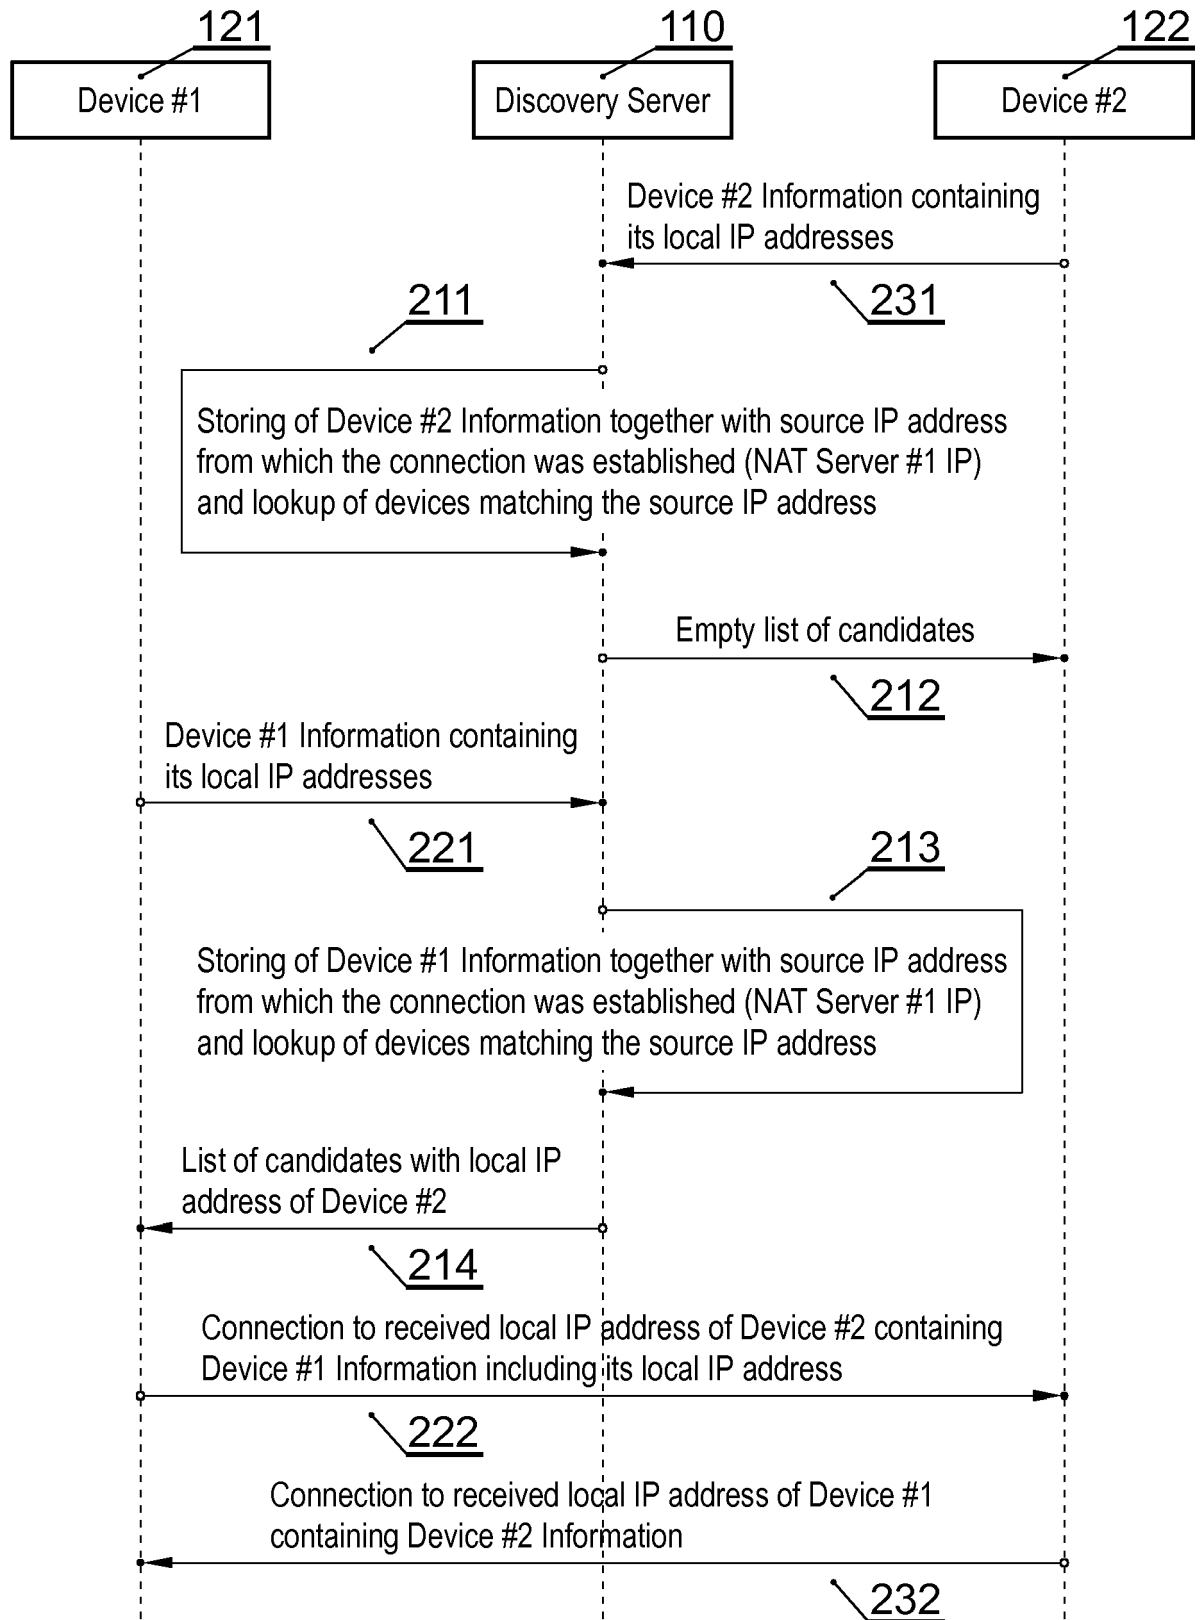 121
110
122
Device #1
Discovery Server
Device #2
Device #2 Information containing
its local IP addresses
231
211
Storing of Device #2 Information together with source IP address
from which the connection was established (NAT Server #1 IP)
and lookup of devices matching the source IP address
Empty list of candidates
212
Device #1 Information containing
its local IP addresses
221
213
Storing of Device #1 Information together with source IP address
from which the connection was established (NAT Server #1 IP)
and lookup of devices matching the source IP address
List of candidates with local IP
address of Device #2
214
Connection to received local IP address of Device #2 containing
Device #1 Information including its local IP address
222
Connection to received local IP address of Device #1
containing Device #2 Information
232